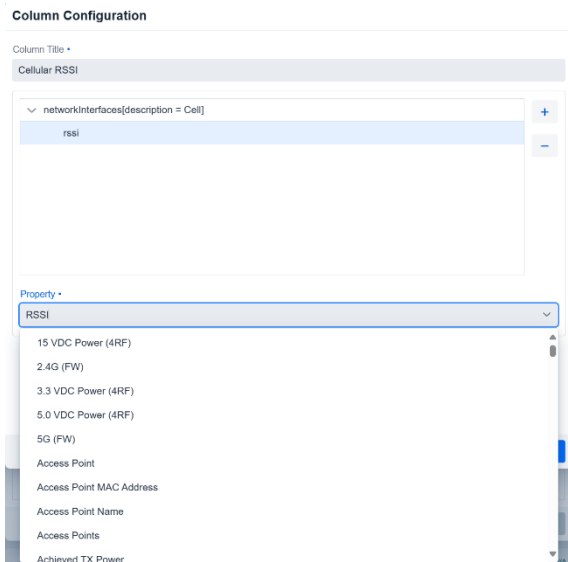 Column Configuration
Column Title •
Cellular RSSI
networkInterfaces[description = Cell]
+
rssi
−
Property •
RSSI
15 VDC Power (4RF)
2.4G (FW)
3.3 VDC Power (4RF)
5.0 VDC Power (4RF)
5G (FW)
Access Point
Access Point MAC Address
Access Point Name
Access Points
Achieved TX Power